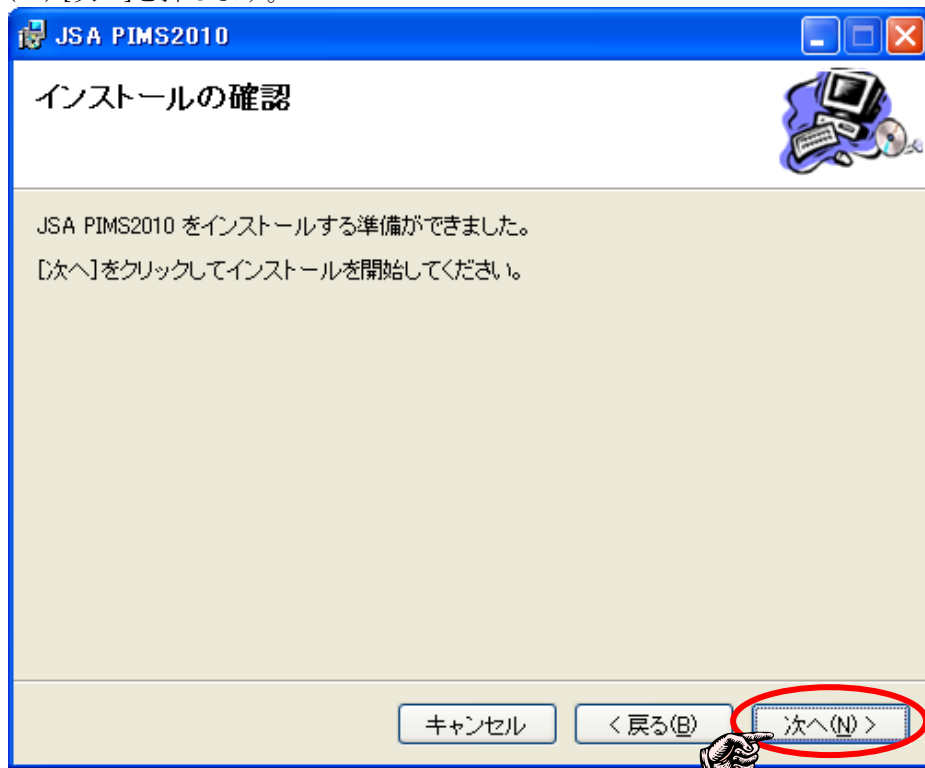 JSA PIMS2010
インストールの確認
JSA PIMS2010 をインストールする準備ができました。
[次へ]をクリックしてインストールを開始してください。
キャンセル
< 戻る(B)
次へ(N) >